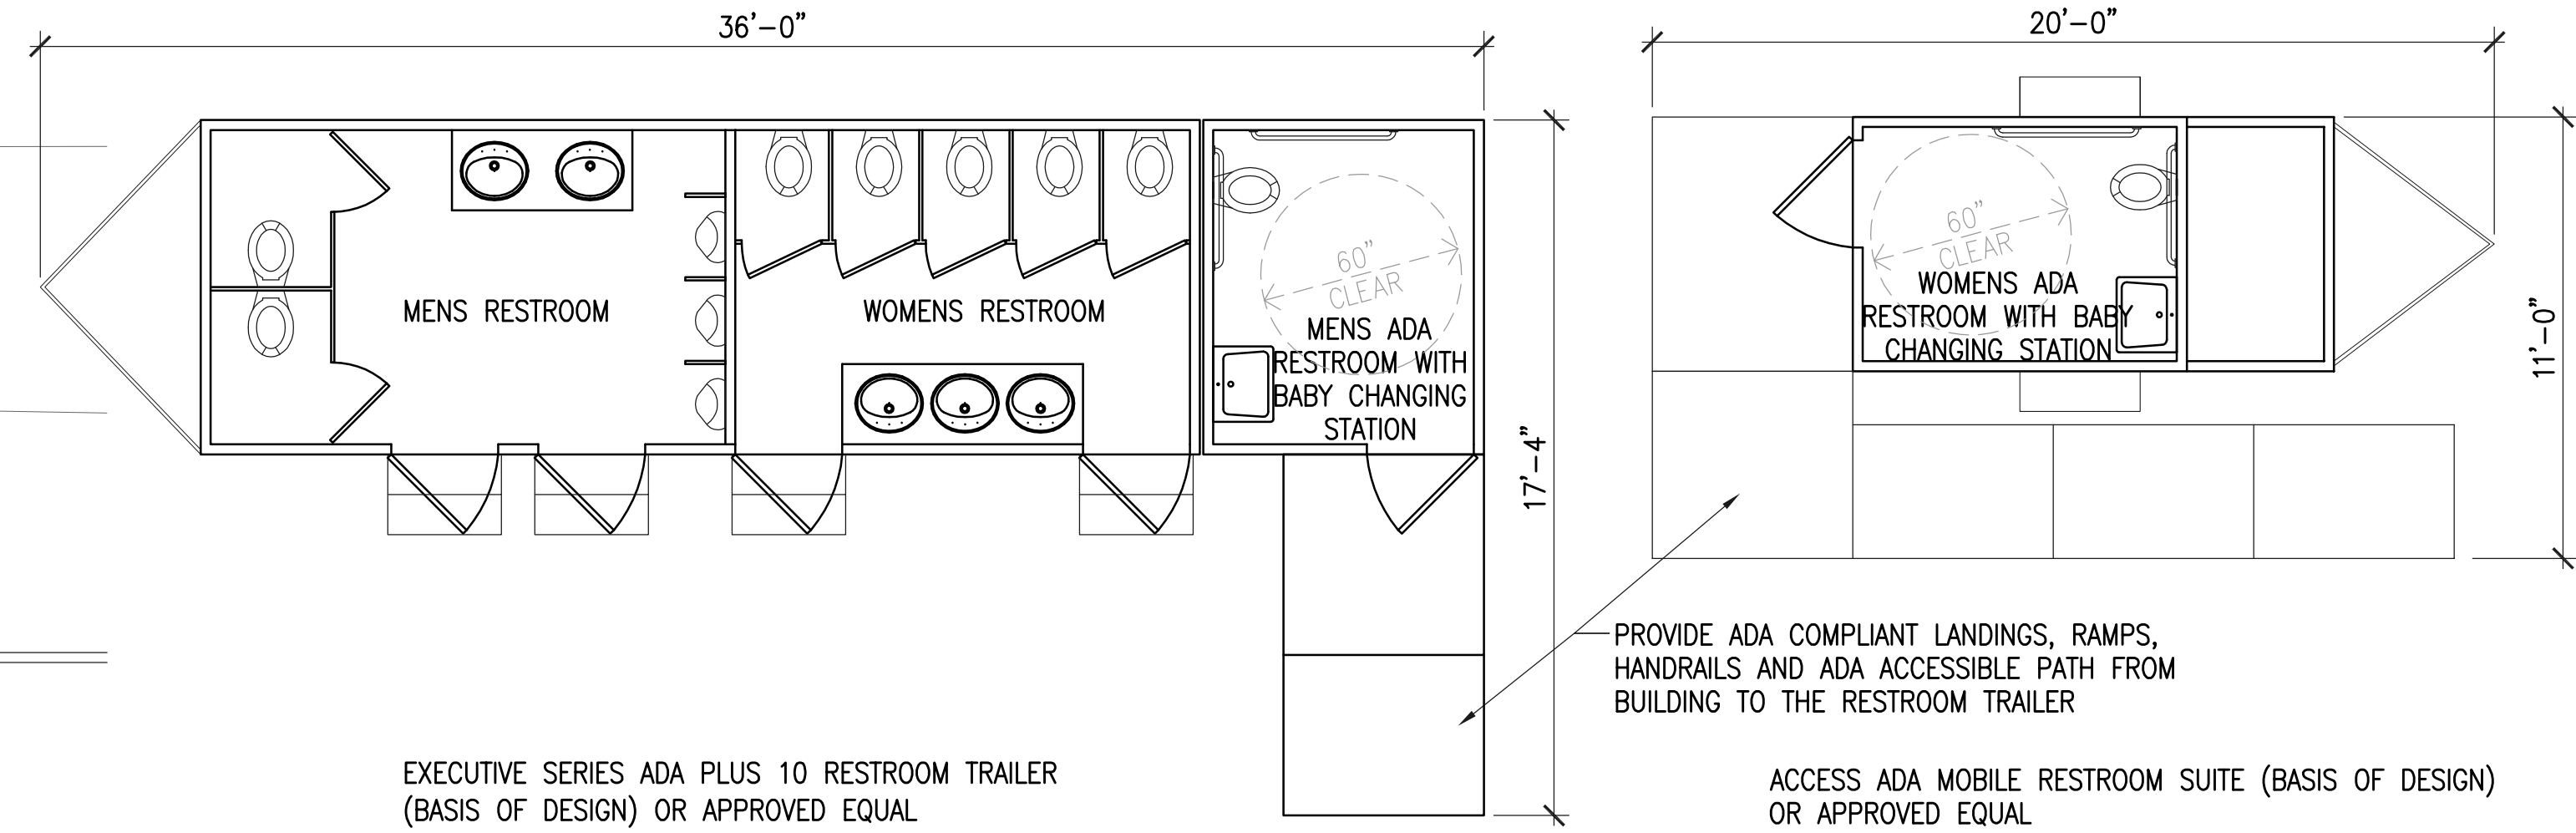 36'-0"
20'-0"
MENS RESTROOM
WOMENS RESTROOM
60"
CLEAR
MENS ADA
RESTROOM WITH
BABY CHANGING
STATION
17'-4"
60"
CLEAR
WOMENS ADA
RESTROOM WITH BABY
CHANGING STATION
11'-0"
PROVIDE ADA COMPLIANT LANDINGS, RAMPS,
HANDRAILS AND ADA ACCESSIBLE PATH FROM
BUILDING TO THE RESTROOM TRAILER
EXECUTIVE SERIES ADA PLUS 10 RESTROOM TRAILER
(BASIS OF DESIGN) OR APPROVED EQUAL
ACCESS ADA MOBILE RESTROOM SUITE (BASIS OF DESIGN)
OR APPROVED EQUAL